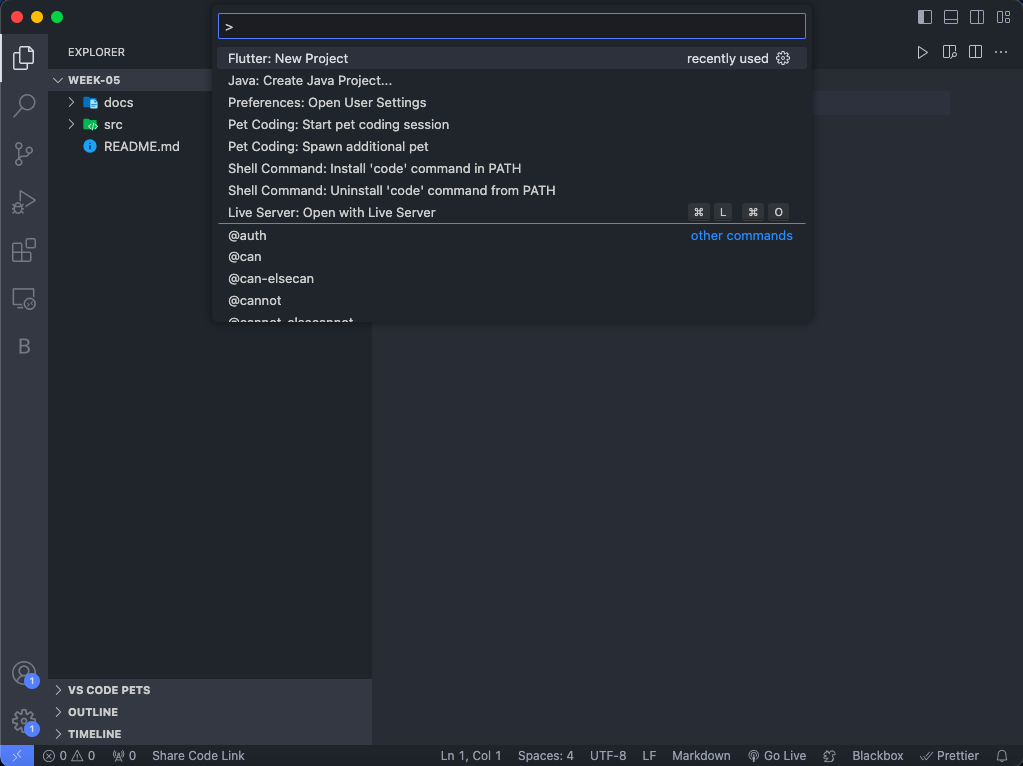 >
EXPLORER
Flutter: New Project recently used
WEEK-05
Java: Create Java Project...
docs
Preferences: Open User Settings
src
Pet Coding: Start pet coding session
README.md
Pet Coding: Spawn additional pet
Shell Command: Install 'code' command in PATH
Shell Command: Uninstall 'code' command from PATH
Live Server: Open with Live Server ⌘ L ⌘ O
@auth other commands
@can
@can-elsecan
@cannot
@cannot-elsecannot
B
1
VS CODE PETS
OUTLINE
1
TIMELINE
0 0 0 Share Code Link Ln 1, Col 1 Spaces: 4 UTF-8 LF Markdown Go Live Blackbox Prettier